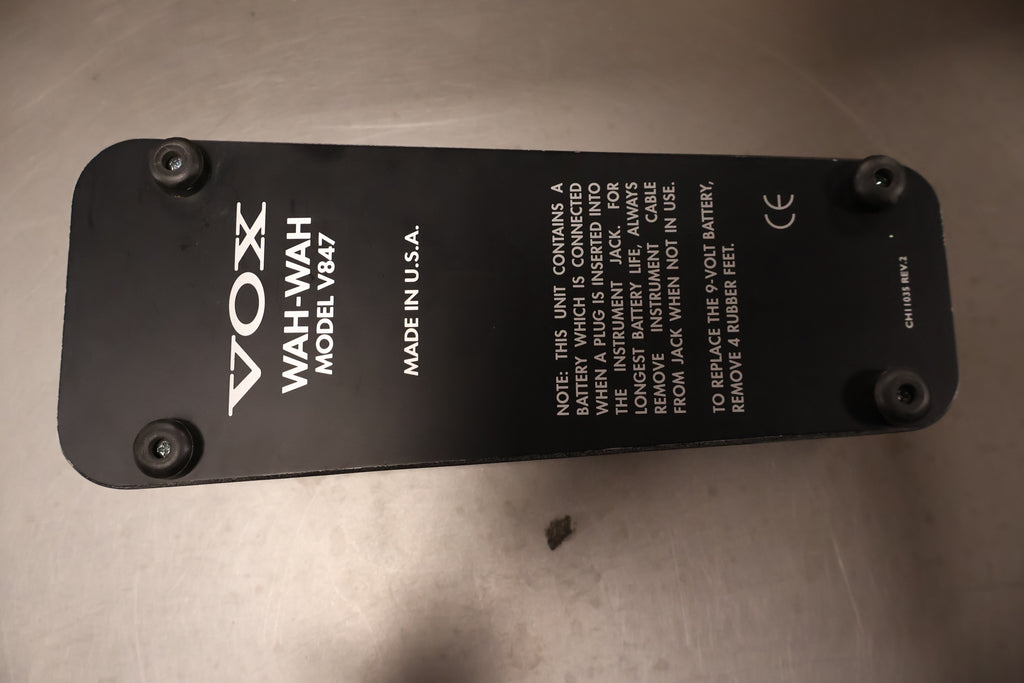 VOX
WAH-WAH
MODEL V847
MADE IN U.S.A.
NOTE: THIS UNIT CONTAINS A
BATTERY WHICH IS CONNECTED
WHEN A PLUG IS INSERTED INTO
THE INSTRUMENT JACK. FOR
LONGEST BATTERY LIFE, ALWAYS
REMOVE INSTRUMENT CABLE
FROM JACK WHEN NOT IN USE.
TO REPLACE THE 9-VOLT BATTERY,
REMOVE 4 RUBBER FEET.
CE
CH11035 REV.2